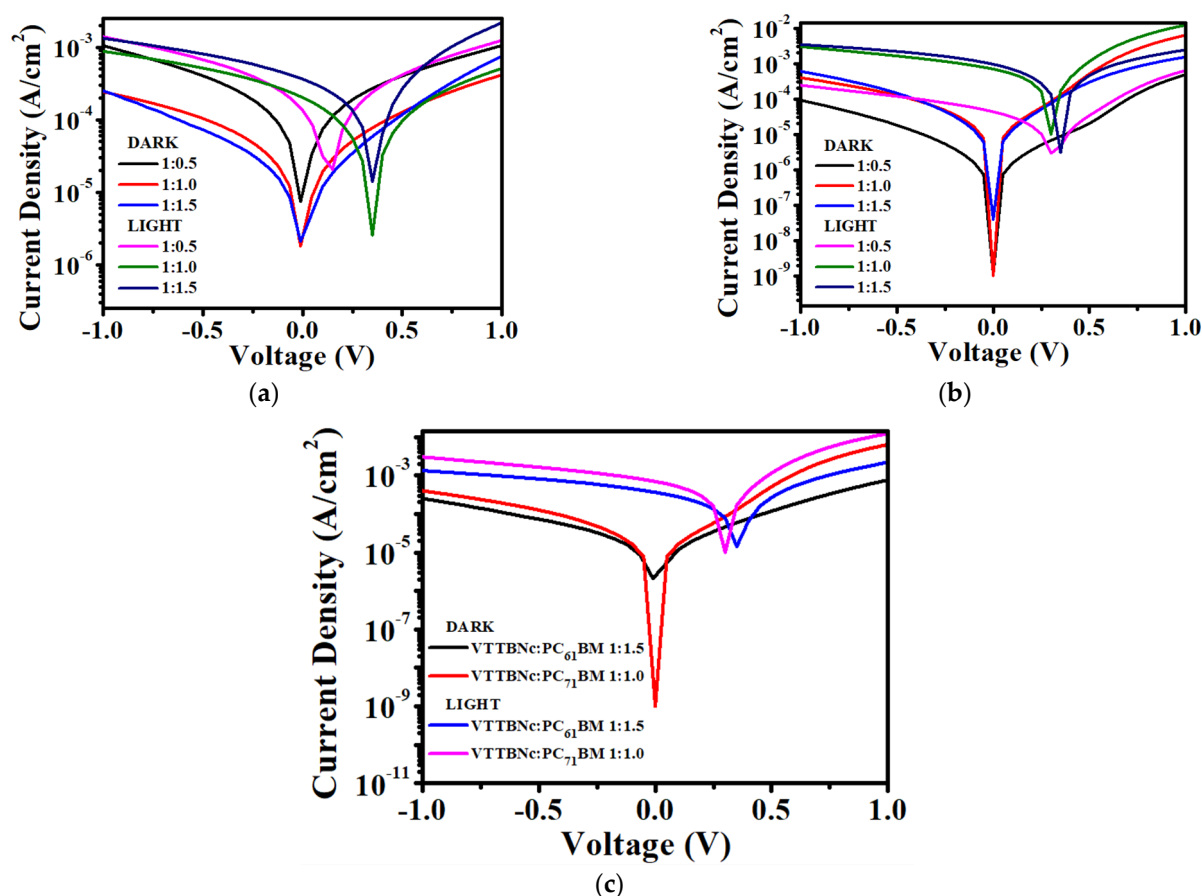 Current Density (A/cm²)
10⁻³
10⁻⁴
10⁻⁵
10⁻⁶
DARK
1:0.5
1:1.0
1:1.5
LIGHT
1:0.5
1:1.0
1:1.5
-1.0 -0.5 0.0 0.5 1.0
Voltage (V)
(a)
Current Density (A/cm²)
10⁻²
10⁻³
10⁻⁴
10⁻⁵
10⁻⁶
10⁻⁷
10⁻⁸
10⁻⁹
DARK
1:0.5
1:1.0
1:1.5
LIGHT
1:0.5
1:1.0
1:1.5
-1.0 -0.5 0.0 0.5 1.0
Voltage (V)
(b)
Current Density (A/cm²)
10⁻³
10⁻⁵
10⁻⁷
10⁻⁹
10⁻¹¹
DARK
VTTBNc:PC₆₁BM 1:1.5
VTTBNc:PC₇₁BM 1:1.0
LIGHT
VTTBNc:PC₆₁BM 1:1.5
VTTBNc:PC₇₁BM 1:1.0
-1.0 -0.5 0.0 0.5 1.0
Voltage (V)
(c)